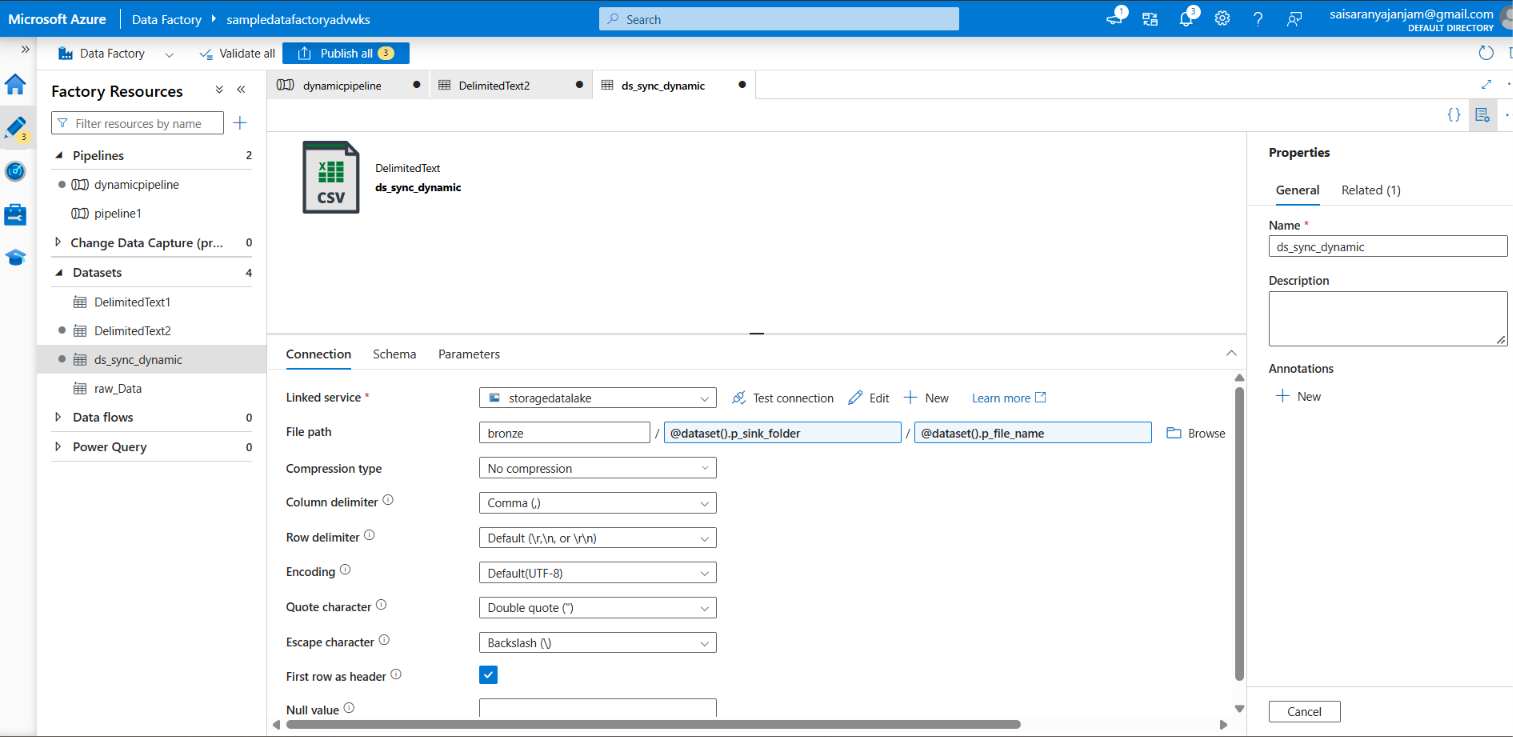 Microsoft Azure Data Factory sampledatafactoryadvwks Search 1 3 saisaranyajanjam@gmail.com
DEFAULT DIRECTORY
Data Factory Validate all Publish all 3
Factory Resources
Filter resources by name
3
Pipelines 2
dynamicpipeline
pipeline1
Change Data Capture (pr... 0
Datasets 4
DelimitedText1
DelimitedText2
ds_sync_dynamic
raw_Data
Data flows 0
Power Query 0
dynamicpipeline DelimitedText2 ds_sync_dynamic
{}
X
CSV
DelimitedText
ds_sync_dynamic
Connection Schema Parameters
Linked service * storagedatalake Test connection Edit New Learn more
File path bronze / @dataset().p_sink_folder / @dataset().p_file_name Browse
Compression type No compression
Column delimiter Comma (,)
Row delimiter Default (\r,\n, or \r\n)
Encoding Default(UTF-8)
Quote character Double quote (")
Escape character Backslash (\)
First row as header
Null value
Properties
General Related (1)
Name *
ds_sync_dynamic
Description
Annotations
New
Cancel